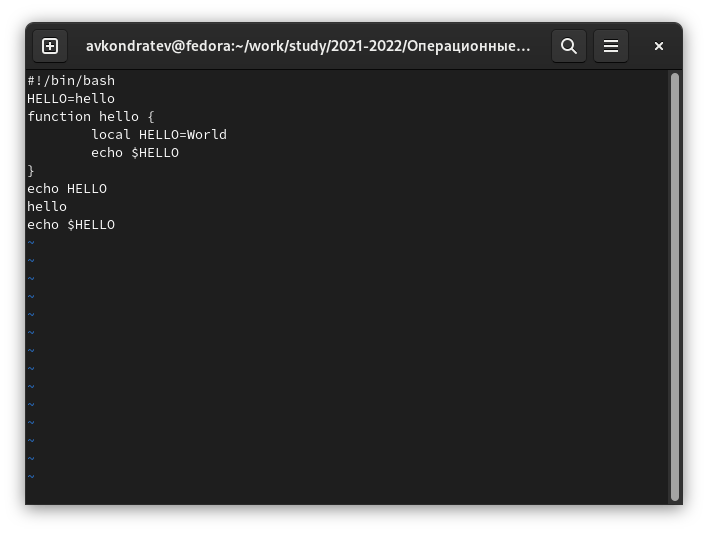 avkondratev@fedora:~/work/study/2021-2022/Операционные…
#!/bin/bash
HELLO=hello
function hello {
        local HELLO=World
        echo $HELLO
}
echo HELLO
hello
echo $HELLO
~
~
~
~
~
~
~
~
~
~
~
~
~
~